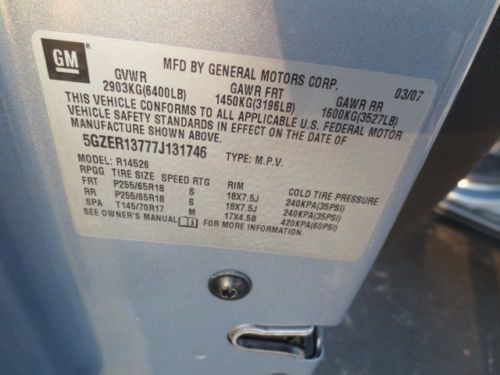 GM
MFD BY GENERAL MOTORS CORP.
03/07
GVWR GAWR FRT GAWR RR
2903KG(6400LB) 1450KG(3196LB) 1600KG(3527LB)
THIS VEHICLE CONFORMS TO ALL APPLICABLE U.S. FEDERAL MOTOR
VEHICLE SAFETY STANDARDS IN EFFECT ON THE DATE OF
MANUFACTURE SHOWN ABOVE.
5GZER13777J131746 TYPE: M.P.V.
MODEL: R14526
RPGG TIRE SIZE SPEED RTG RIM COLD TIRE PRESSURE
FRT P255/65R18 S 18X7.5J 240KPA(35PSI)
RR P255/65R18 S 18X7.5J 240KPA(35PSI)
SPA T145/70R17 M 17X4.5B 420KPA(60PSI)
SEE OWNER'S MANUAL FOR MORE INFORMATION.